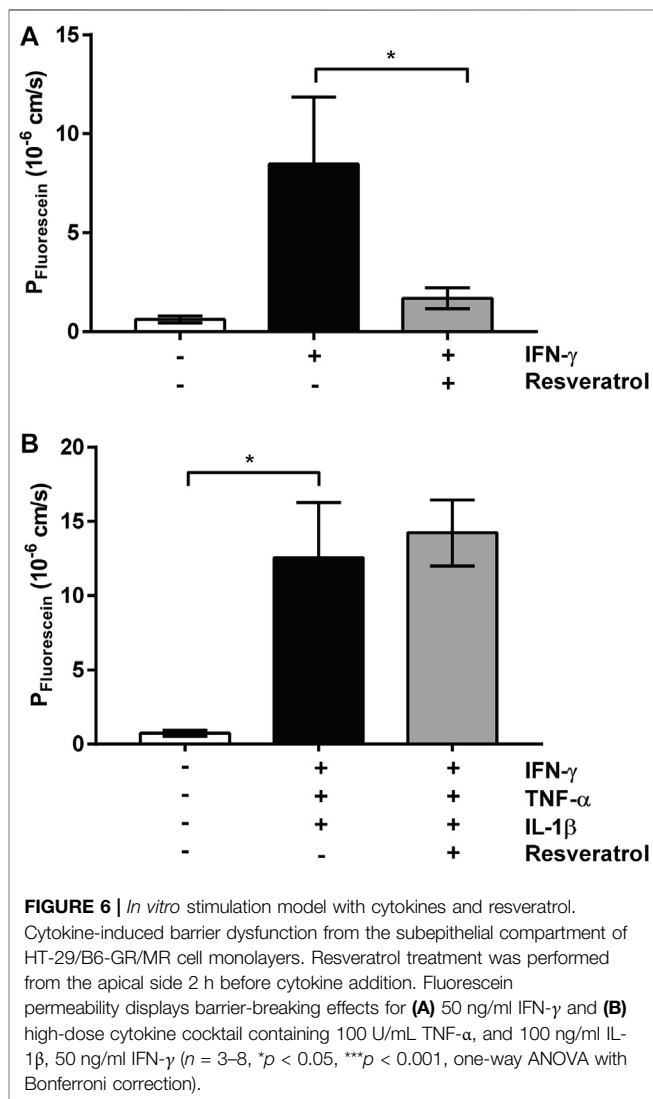 A
15
10
5
0
P Fluorescein (10-6 cm/s)
*
- + + IFN-γ
- - + Resveratrol
B
20
15
10
5
0
P Fluorescein (10-6 cm/s)
*
- + + IFN-γ
- + + TNF-α
- + + IL-1β
- - + Resveratrol
FIGURE 6 | In vitro stimulation model with cytokines and resveratrol.
Cytokine-induced barrier dysfunction from the subepithelial compartment of
HT-29/B6-GR/MR cell monolayers. Resveratrol treatment was performed
from the apical side 2 h before cytokine addition. Fluorescein
permeability displays barrier-breaking effects for (A) 50 ng/ml IFN-γ and (B)
high-dose cytokine cocktail containing 100 U/mL TNF-α, and 100 ng/ml IL-
1β, 50 ng/ml IFN-γ (n = 3–8, *p < 0.05, ***p < 0.001, one-way ANOVA with
Bonferroni correction).